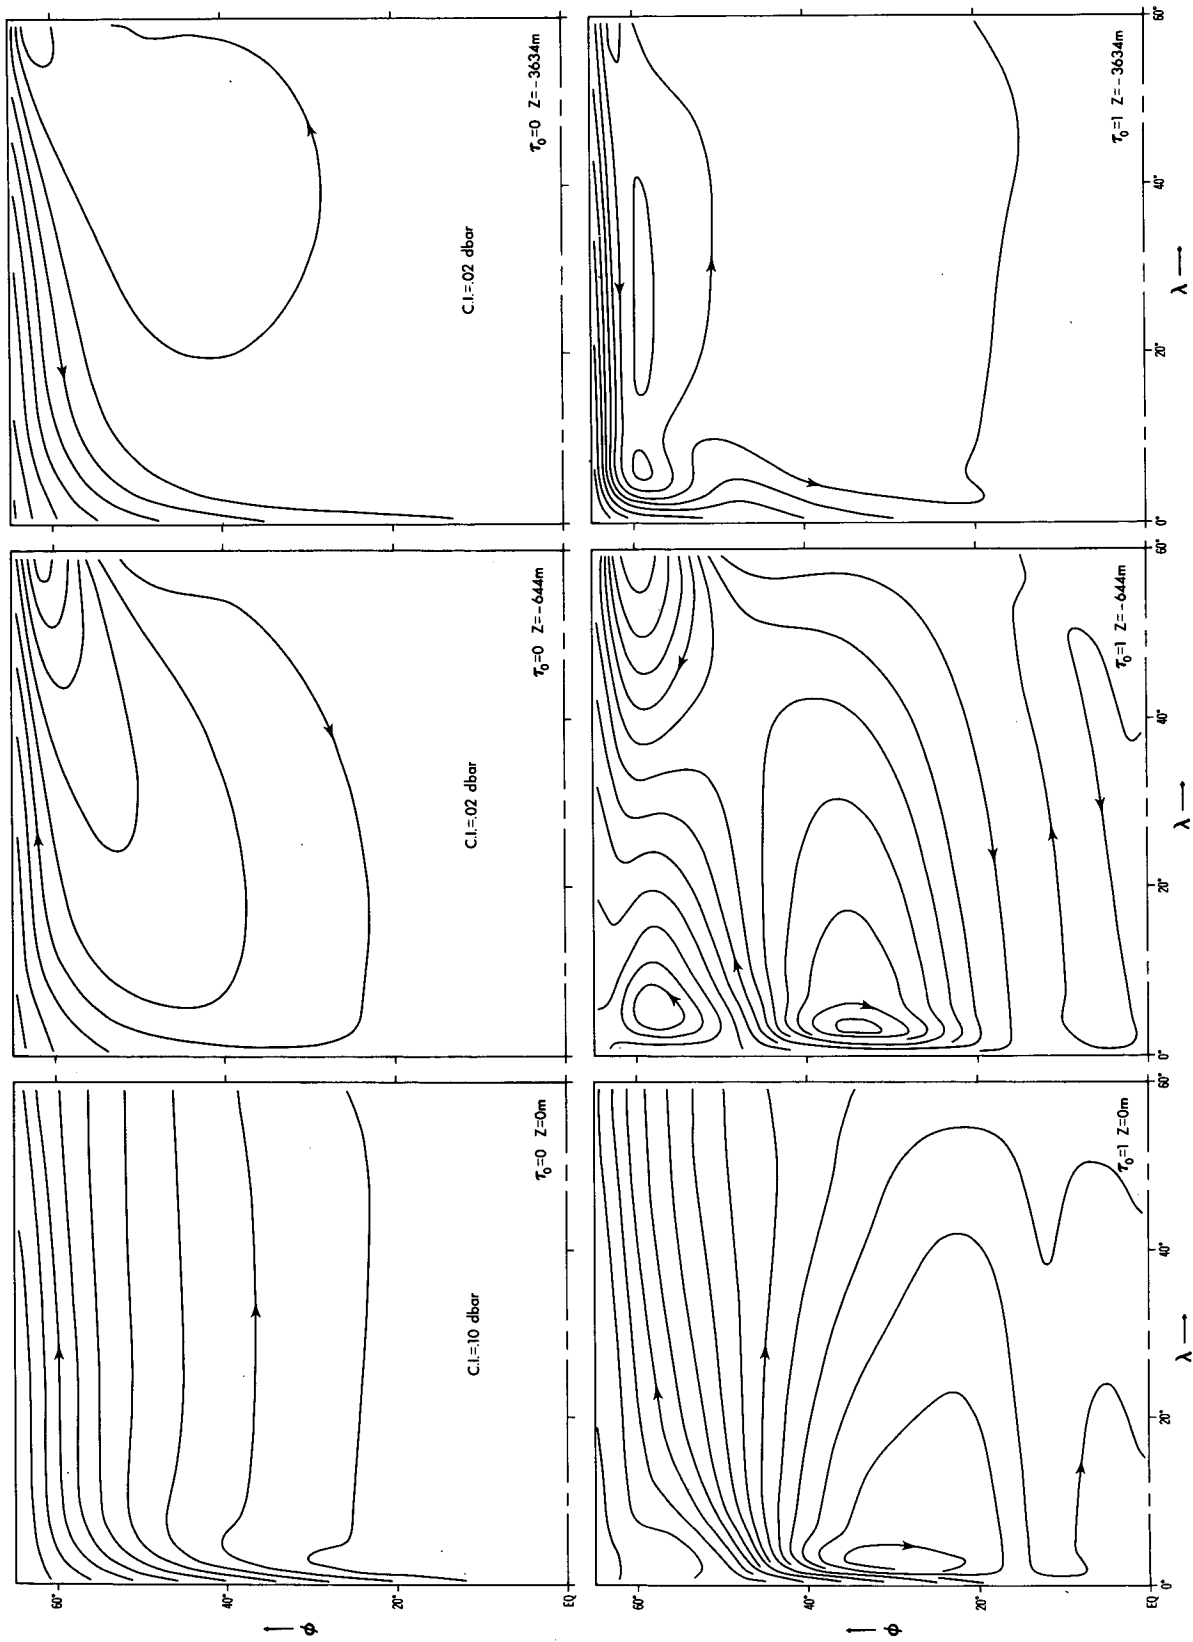 60°
φ →
40°
20°
EQ
C.I.=.10 dbar
τ₀=0 Z=0m
C.I.=.02 dbar
τ₀=0 Z=-644m
C.I.=.02 dbar
τ₀=0 Z=-3634m
60°
φ →
40°
20°
EQ
τ₀=1 Z=0m
τ₀=1 Z=-644m
τ₀=1 Z=-3634m
0° 20° 40° 60°
0° 20° 40° 60°
0° 20° 40° 60°
λ →
λ →
λ →